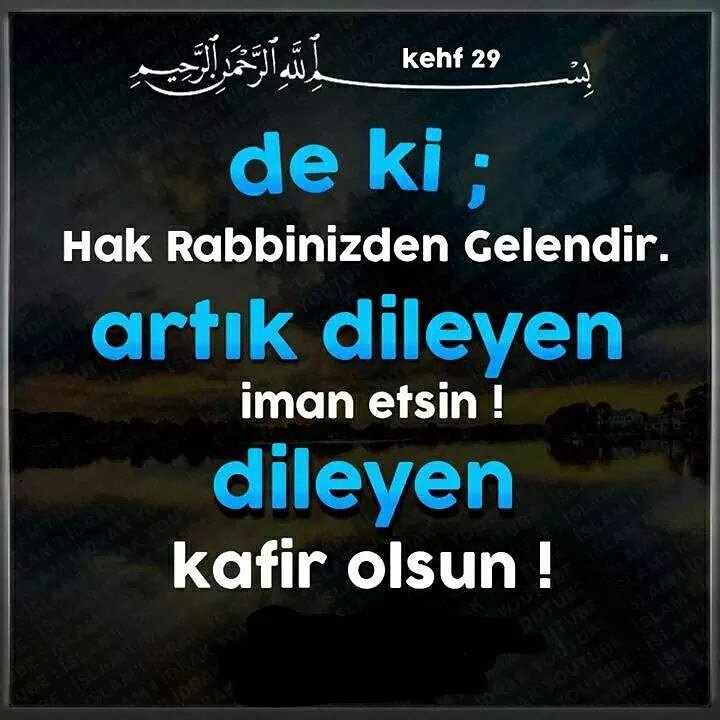 بِسْمِ اللَّهِ الرَّحْمَٰنِ الرَّحِيمِ
kehf 29
de ki ;
Hak Rabbinizden Gelendir.
artık dileyen
iman etsin !
dileyen
kafir olsun !